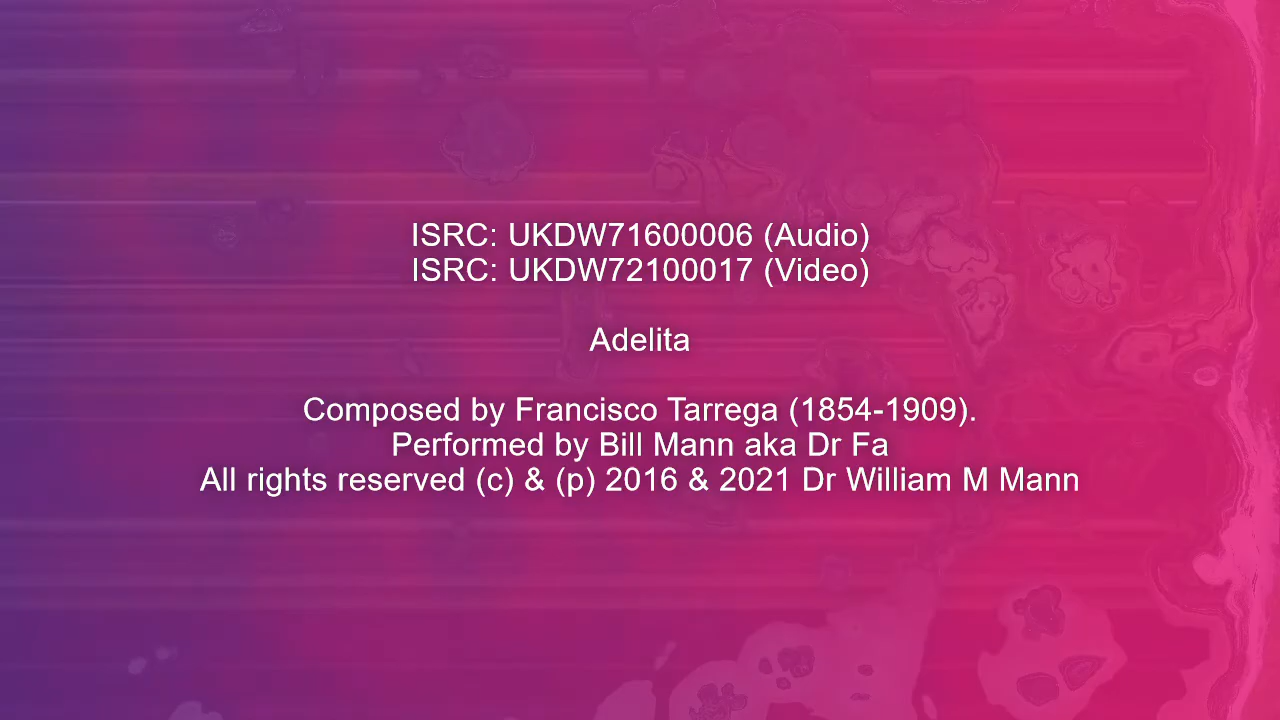 ISRC: UKDW71600006 (Audio)
ISRC: UKDW72100017 (Video)
Adelita
Composed by Francisco Tarrega (1854-1909).
Performed by Bill Mann aka Dr Fa
All rights reserved (c) & (p) 2016 & 2021 Dr William M Mann